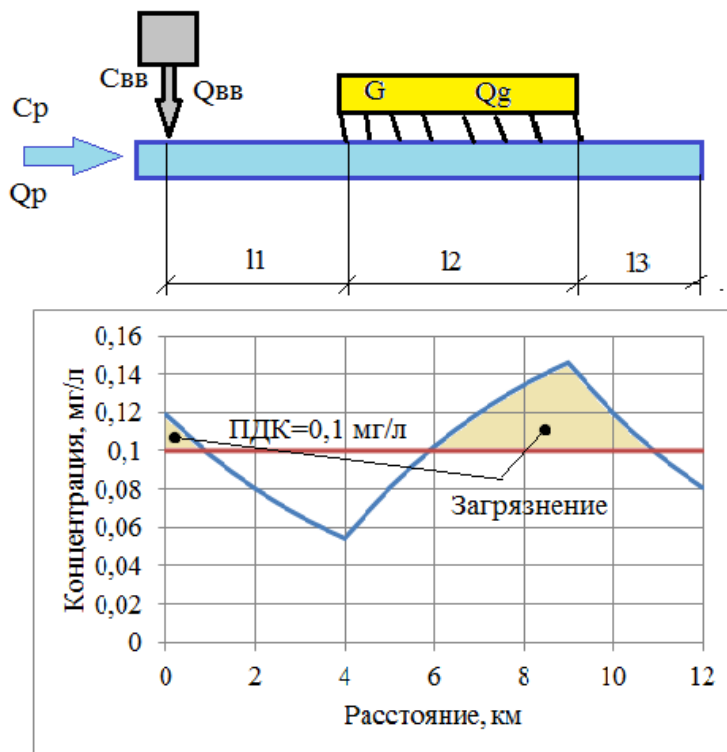 Cвв
Qвв
G
Qg
Cр
Qр
l1
l2
l3
0,16
0,14
0,12
0,1
0,08
0,06
0,04
0,02
0
Концентрация, мг/л
ПДК=0,1 мг/л
Загрязнение
0 2 4 6 8 10 12
Расстояние, км